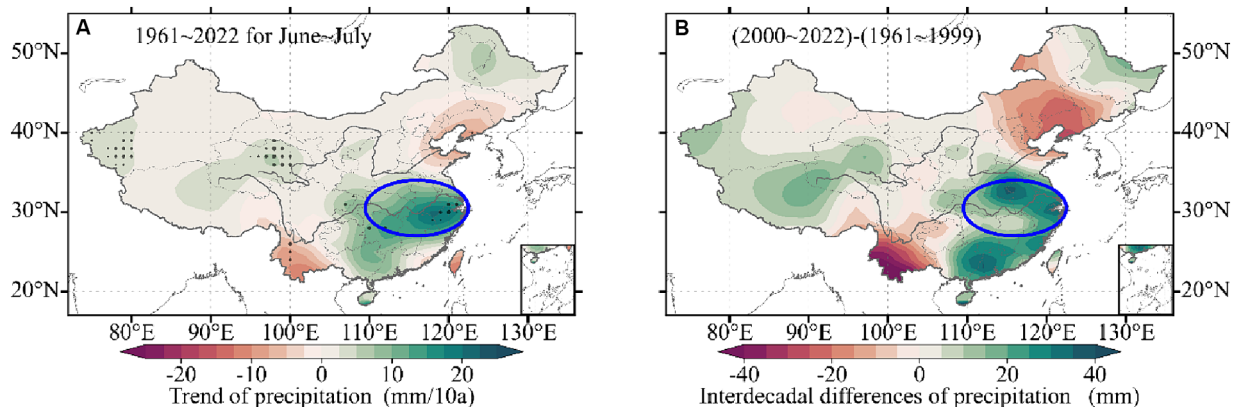 A 1961~2022 for June~July
B (2000~2022)-(1961~1999)
50°N
40°N
30°N
20°N
50°N
40°N
30°N
20°N
80°E 90°E 100°E 110°E 120°E 130°E
80°E 90°E 100°E 110°E 120°E 130°E
-20 -10 0 10 20
-40 -20 0 20 40
Trend of precipitation (mm/10a)
Interdecadal differences of precipitation (mm)